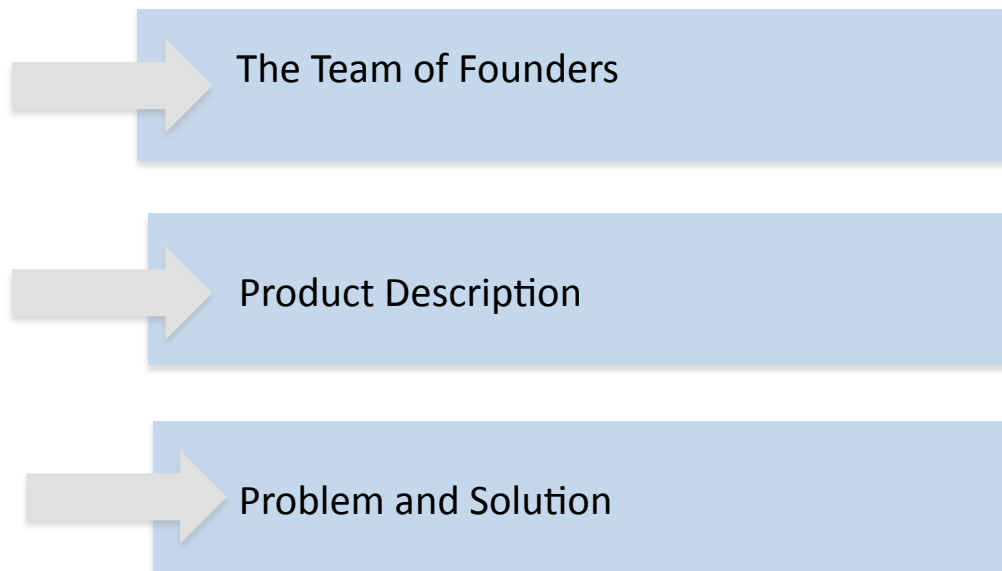 The Team of Founders
Product Description
Problem and Solution